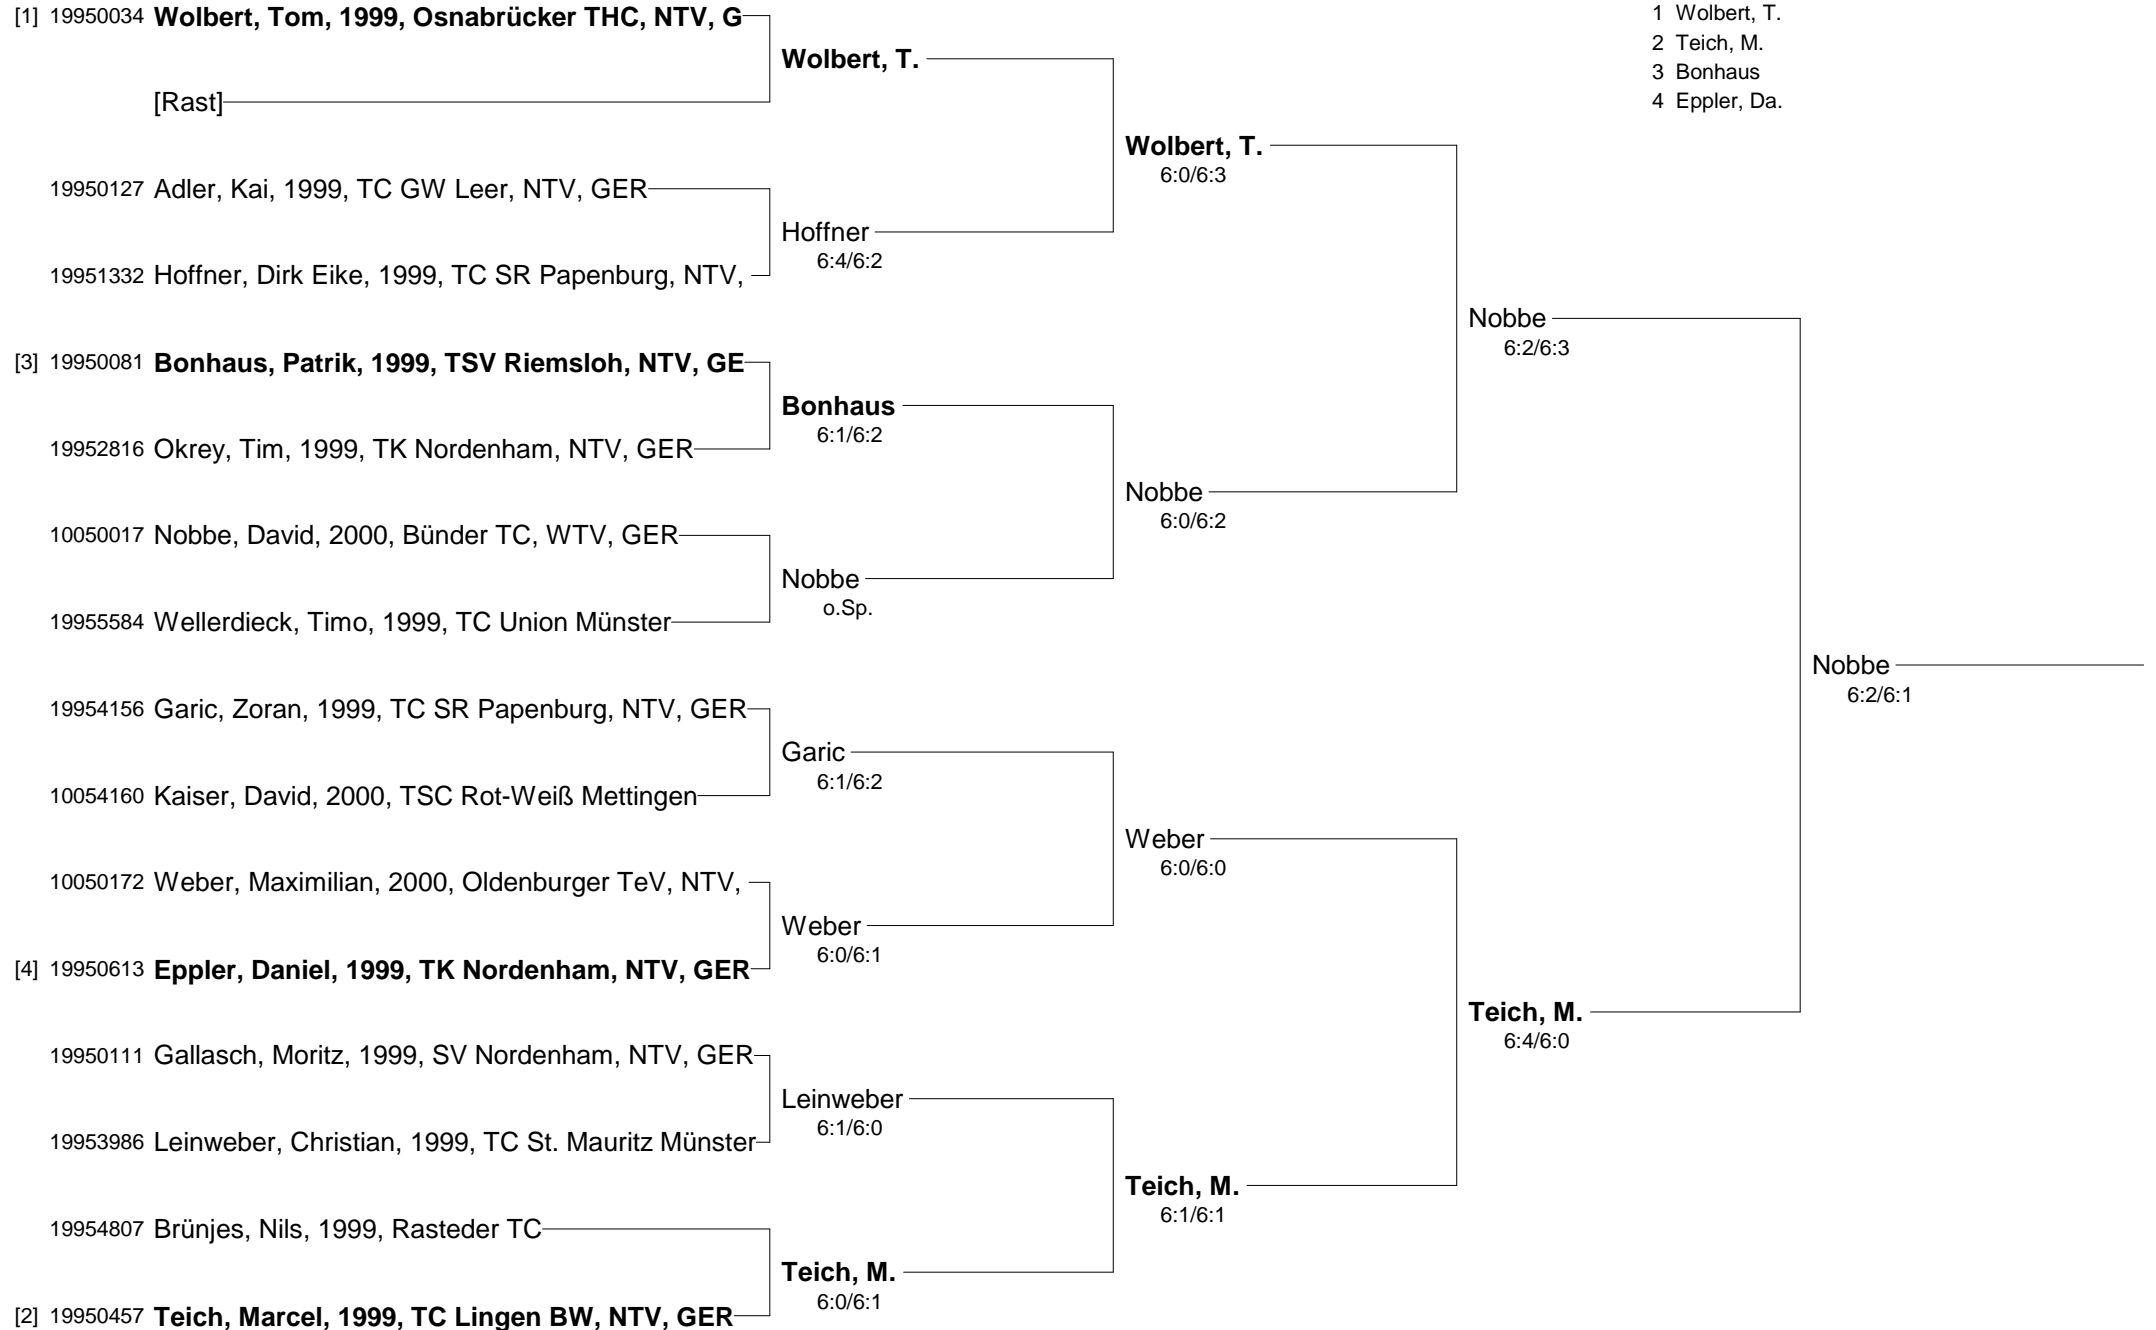 [1] 19950034 Wolbert, Tom, 1999, Osnabrücker THC, NTV, G
1 Wolbert, T.
2 Teich, M.
3 Bonhaus
4 Eppler, Da.
Wolbert, T.
[Rast]
Wolbert, T.
6:0/6:3
19950127 Adler, Kai, 1999, TC GW Leer, NTV, GER
Hoffner
6:4/6:2
19951332 Hoffner, Dirk Eike, 1999, TC SR Papenburg, NTV,
Nobbe
6:2/6:3
[3] 19950081 Bonhaus, Patrik, 1999, TSV Riemsloh, NTV, GE
Bonhaus
6:1/6:2
19952816 Okrey, Tim, 1999, TK Nordenham, NTV, GER
Nobbe
6:0/6:2
10050017 Nobbe, David, 2000, Bünder TC, WTV, GER
Nobbe
o.Sp.
19955584 Wellerdieck, Timo, 1999, TC Union Münster
Nobbe
6:2/6:1
19954156 Garic, Zoran, 1999, TC SR Papenburg, NTV, GER
Garic
6:1/6:2
10054160 Kaiser, David, 2000, TSC Rot-Weiß Mettingen
Weber
6:0/6:0
10050172 Weber, Maximilian, 2000, Oldenburger TeV, NTV,
Weber
6:0/6:1
[4] 19950613 Eppler, Daniel, 1999, TK Nordenham, NTV, GER
Teich, M.
6:4/6:0
19950111 Gallasch, Moritz, 1999, SV Nordenham, NTV, GER
Leinweber
6:1/6:0
19953986 Leinweber, Christian, 1999, TC St. Mauritz Münster
Teich, M.
6:1/6:1
19954807 Brünjes, Nils, 1999, Rasteder TC
Teich, M.
6:0/6:1
[2] 19950457 Teich, Marcel, 1999, TC Lingen BW, NTV, GER